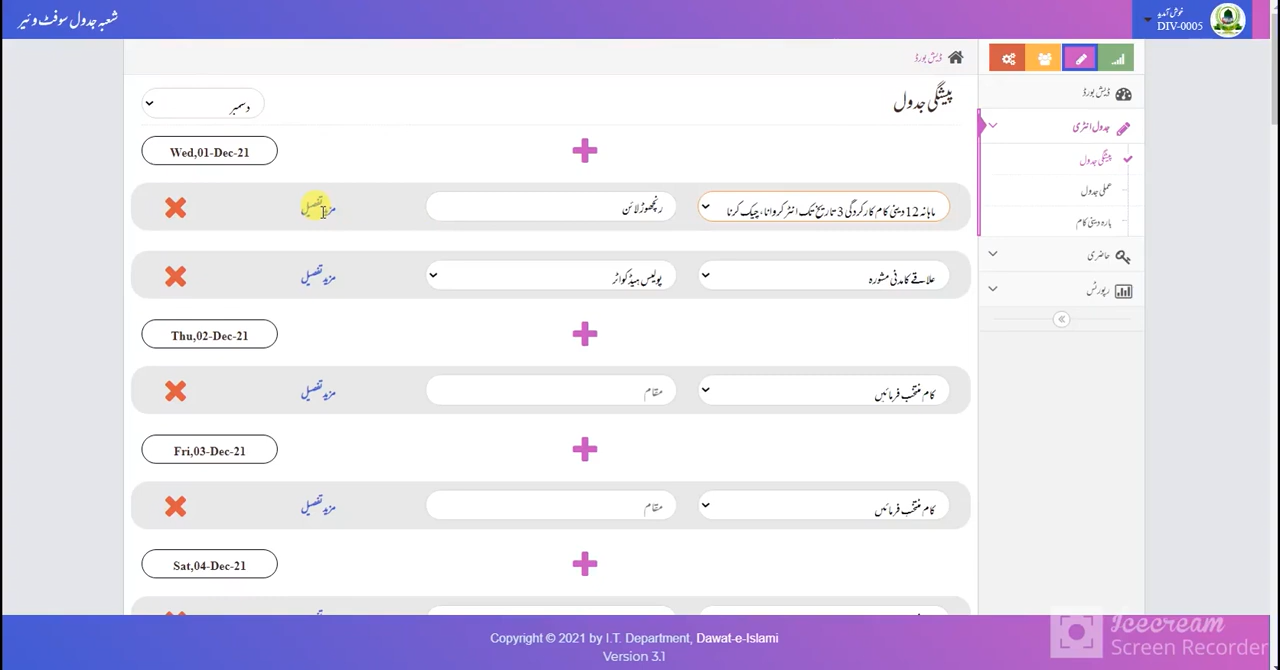 شعبہ جدول سوفٹ وئیر
خوش آمدید
DIV-0005
ڈیش بورڈ
پیشگی جدول
دسمبر
Wed,01-Dec-21
ماہانہ 12 دینی کام کارکردگی 3 تاریخ تک انٹر کروانا، چیک کرنا
رنچھوڑ لائن
مزید تفصیل
علاقے کا مدنی مشورہ
پولیس ہیڈ کواٹر
مزید تفصیل
Thu,02-Dec-21
کام منتخب فرمائیں
مقام
مزید تفصیل
Fri,03-Dec-21
کام منتخب فرمائیں
مقام
مزید تفصیل
Sat,04-Dec-21
ڈیش بورڈ
جدول انٹری
پیشگی جدول
عملی جدول
بارہ دینی کام
حاضری
رپورٹس
Copyright © 2021 by I.T. Department, Dawat-e-Islami
Version 3.1
Icecream
Screen Recorder